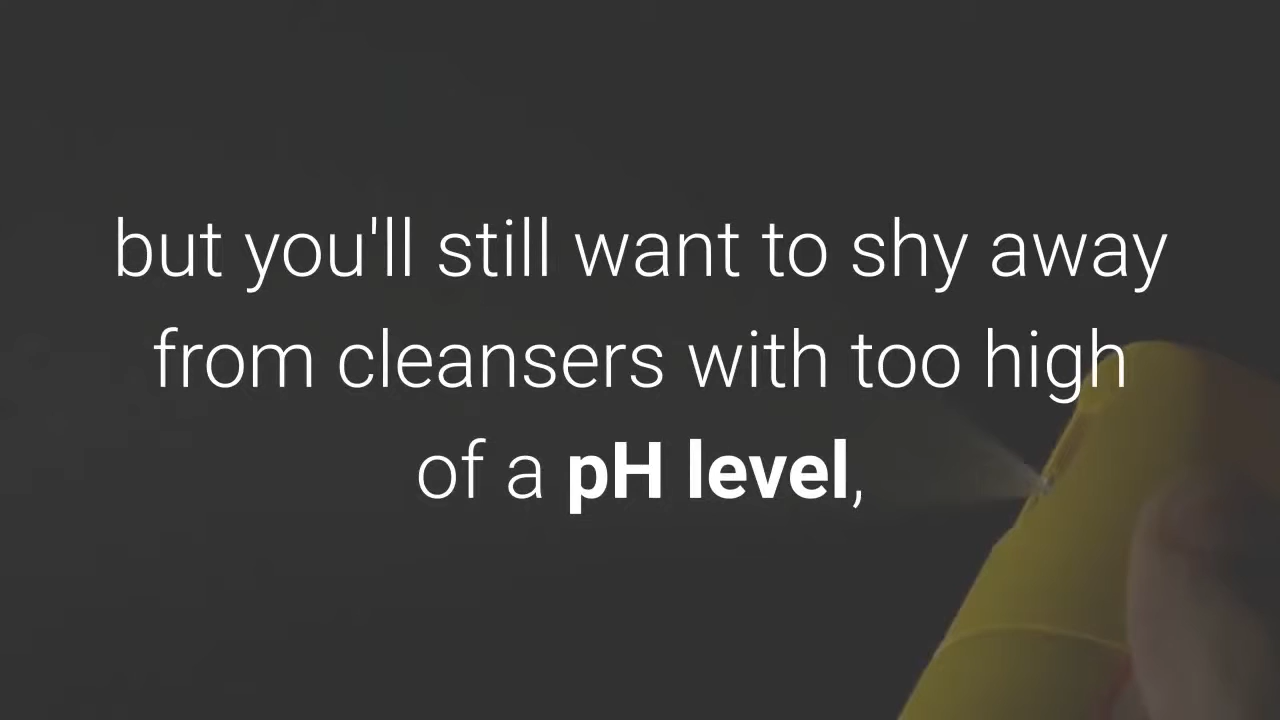 but you'll still want to shy away
from cleansers with too high
of a pH level,